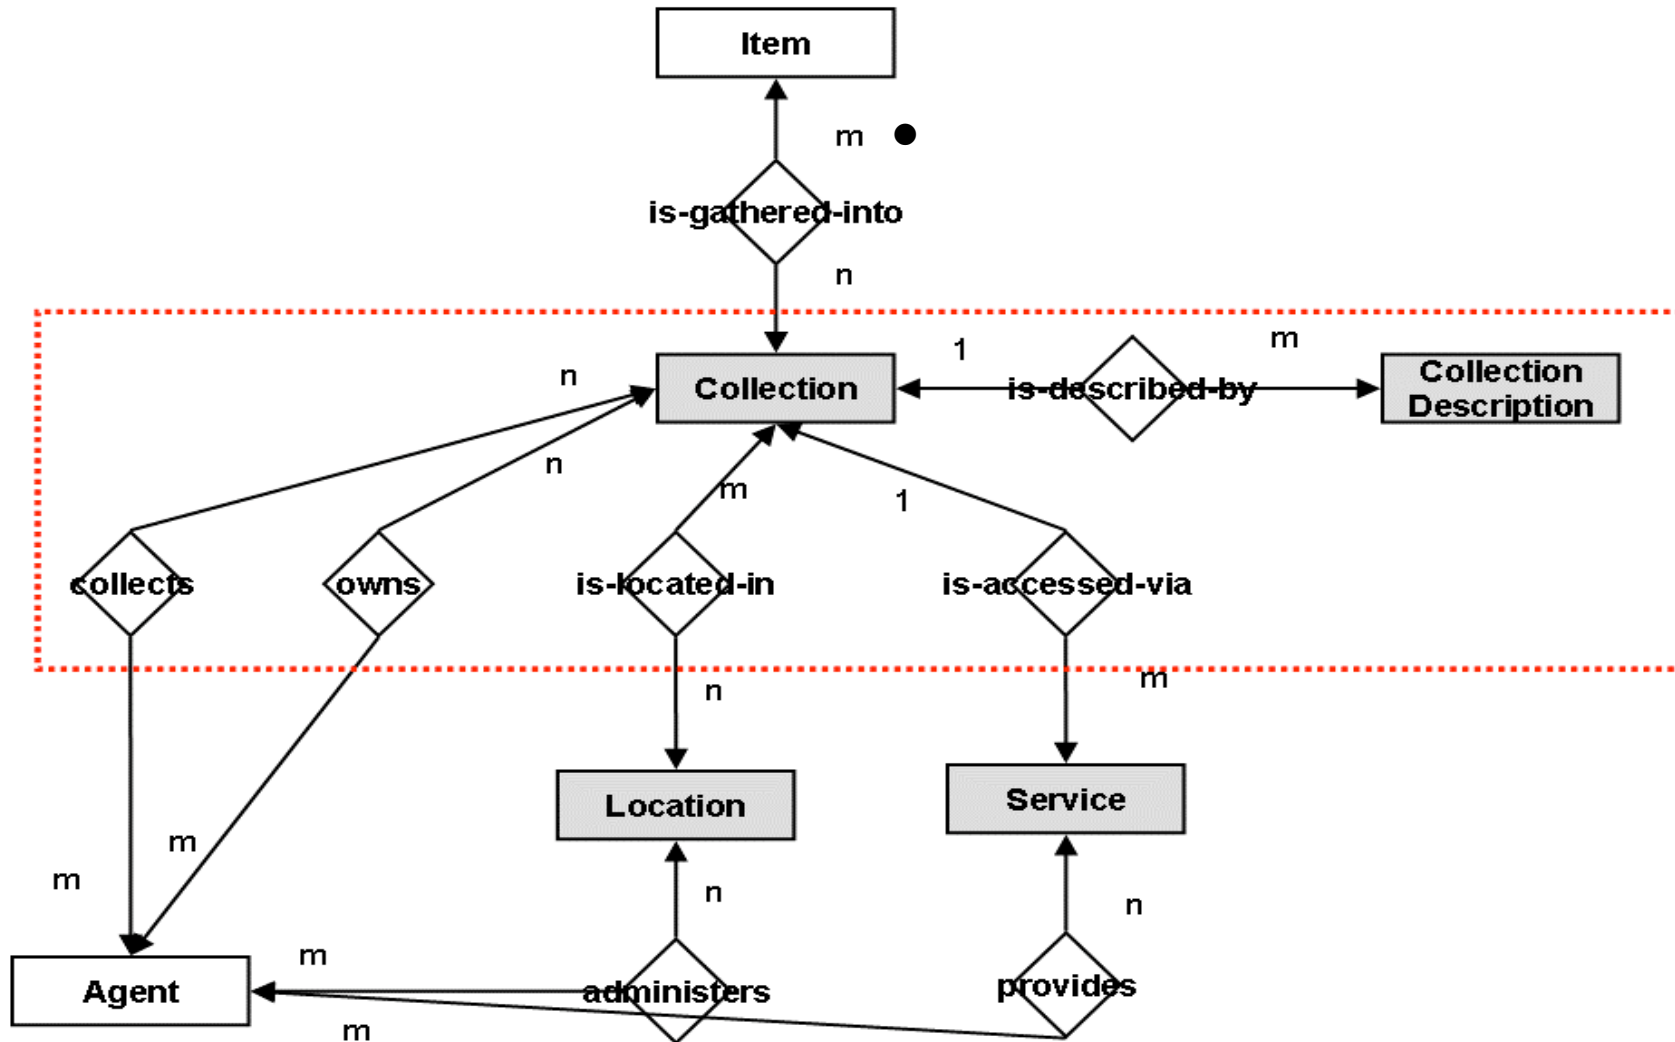 Item
m
is-gathered-into
n
1
m
n
Collection
is-described-by
Collection
Description
n
m
1
collects
owns
is-located-in
is-accessed-via
n
m
Location
Service
m
m
n
n
m
Agent
administers
provides
m